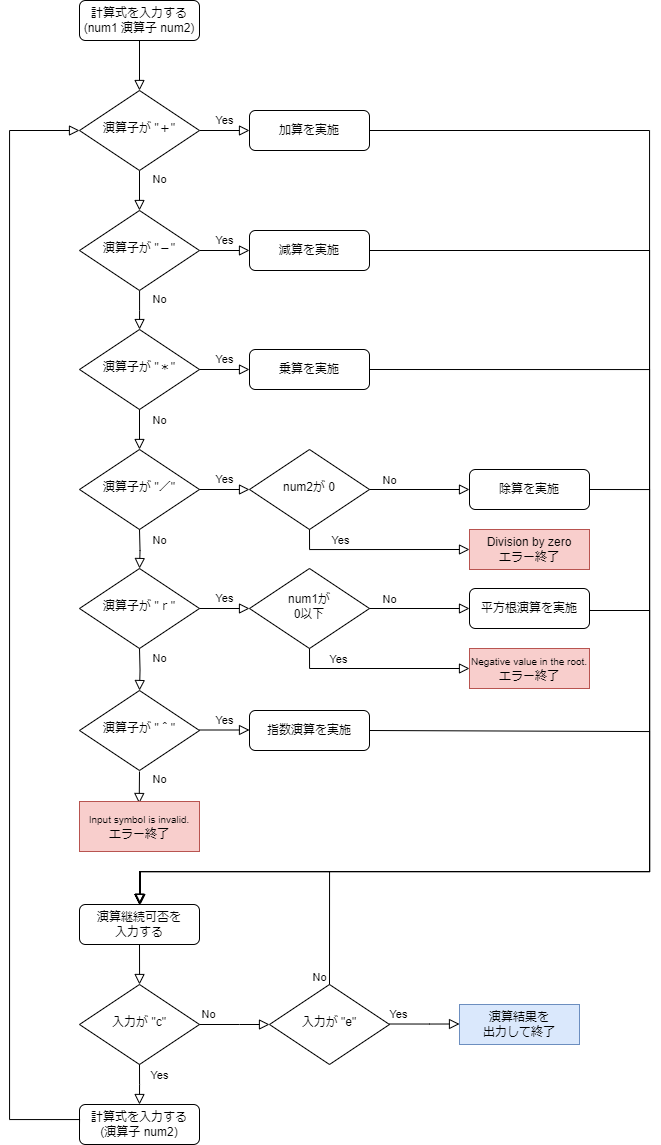 計算式を入力する
(num1 演算子 num2)
演算子が "+"
Yes
加算を実施
No
演算子が "−"
Yes
減算を実施
No
演算子が "*"
Yes
乗算を実施
No
演算子が "／"
Yes
num2が 0
No
除算を実施
No
Yes
Division by zero
エラー終了
演算子が " r "
Yes
num1が
0以下
No
平方根演算を実施
No
Yes
Negative value in the root.
エラー終了
演算子が " ^ "
Yes
指数演算を実施
No
Input symbol is invalid.
エラー終了
演算継続可否を
入力する
No
入力が "c"
No
入力が "e"
Yes
演算結果を
出力して終了
Yes
計算式を入力する
(演算子 num2)